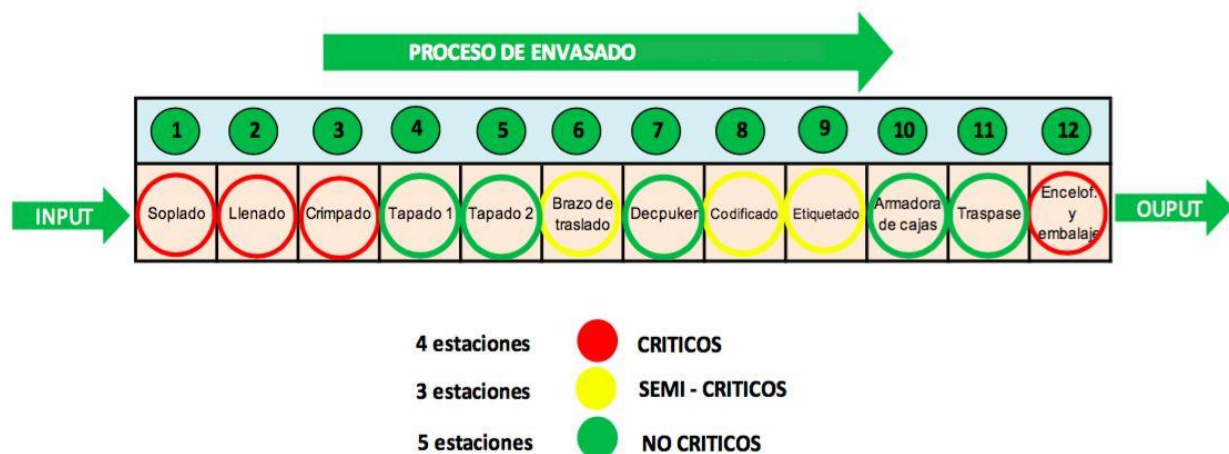 PROCESO DE ENVASADO
1 2 3 4 5 6 7 8 9 10 11 12
INPUT
Soplado
Llenado
Crimpado
Tapado 1
Tapado 2
Brazo de
traslado
Decpuker
Codificado
Etiquetado
Armadora
de cajas
Traspase
Encelof.
y
embalaje
OUPUT
4 estaciones CRITICOS
3 estaciones SEMI - CRITICOS
5 estaciones NO CRITICOS